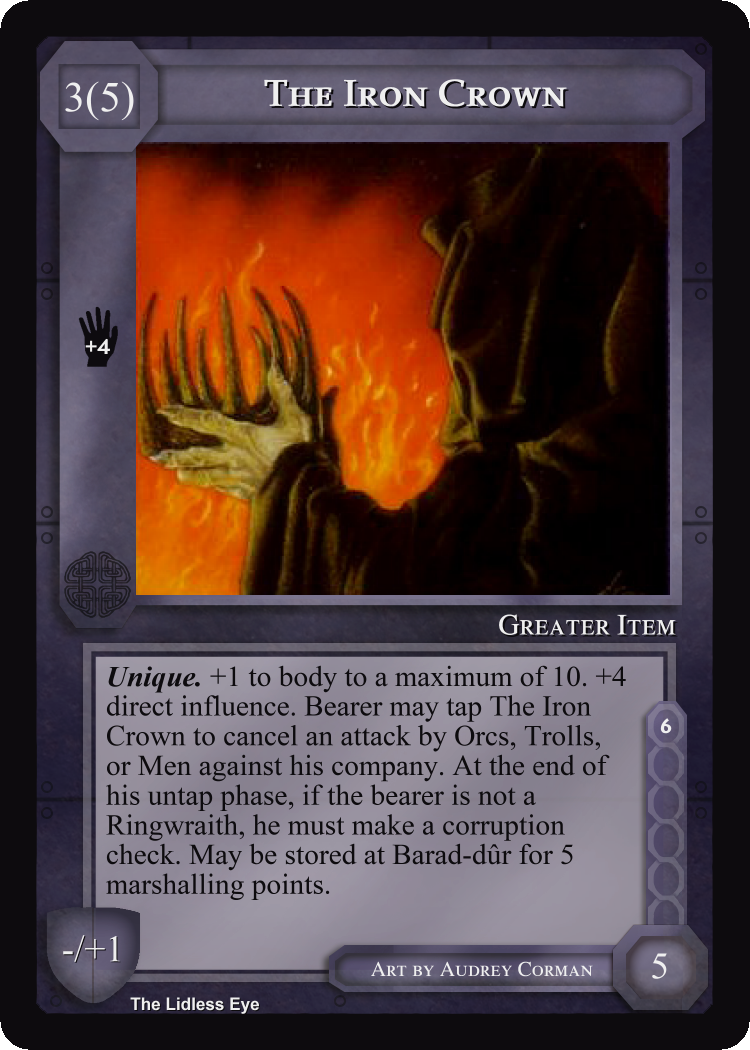 3(5)
The Iron Crown
+4
Greater Item
Unique. +1 to body to a maximum of 10. +4
direct influence. Bearer may tap The Iron
Crown to cancel an attack by Orcs, Trolls,
or Men against his company. At the end of
his untap phase, if the bearer is not a
Ringwraith, he must make a corruption
check. May be stored at Barad-dûr for 5
marshalling points.
6
-/+1
Art by Audrey Corman
5
The Lidless Eye